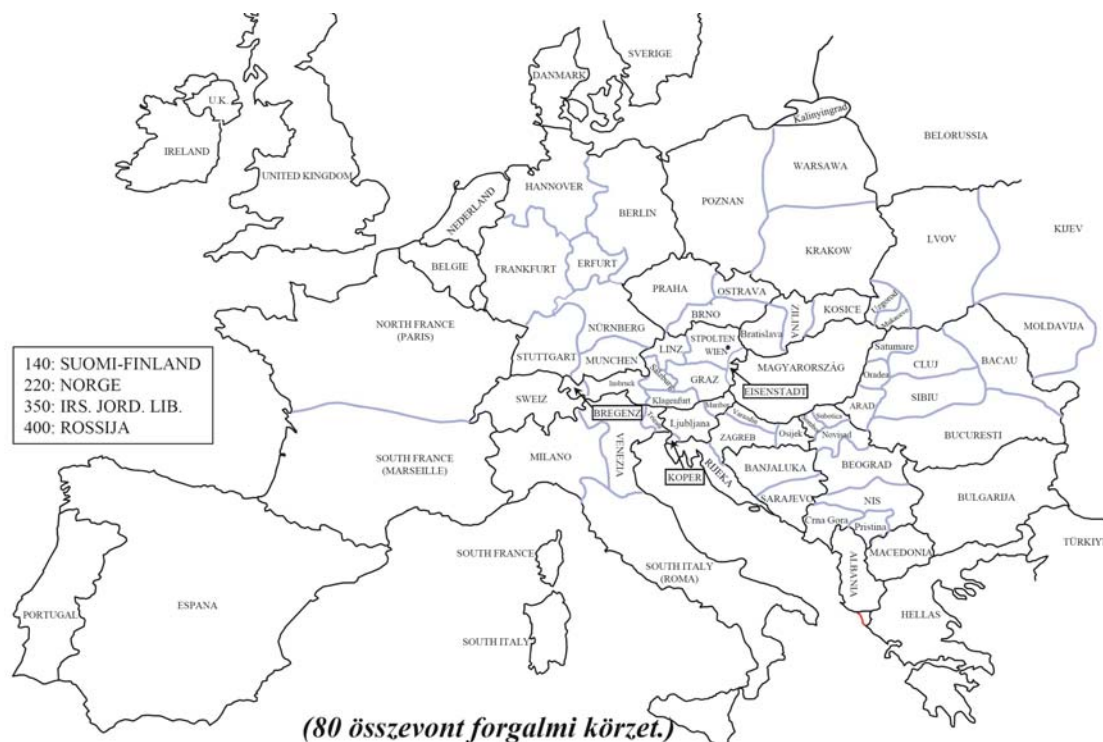 SVERIGE
DANMARK
U.K.
Kalinyingrad
IRELAND
BELORUSSIA
WARSAWA
UNITED KINGDOM
HANNOVER
NEDERLAND
BERLIN
POZNAN
LVOV
KIJEV
KRAKOW
BELGIE
FRANKFURT
ERFURT
PRAHA
OSTRAVA
BRNO
ZILINA
KOSICE
NORTH FRANCE
(PARIS)
NÜRNBERG
Bratislava
MOLDAVIJA
STUTTGART
MUNCHEN
LINZ
STPOLTEN
WIEN
MAGYARORSZÁG
Satumare
CLUJ
BACAU
Oradea
140: SUOMI-FINLAND
220: NORGE
350: IRS. JORD. LIB.
400: ROSSIJA
SWEIZ
Salzburg
GRAZ
EISENSTADT
SIBIU
Klagenfurt
BREGENZ
ARAD
Maribor
Ljubljana
Subotica
Novisad
Osijek
ZAGREB
BUCURESTI
MILANO
VENEZIA
SOUTH FRANCE
(MARSEILLE)
KOPER
RIJEKA
BANJALUKA
BEOGRAD
SARAJEVO
NIS
BULGARIJA
Crna Gora
Pristina
SOUTH FRANCE
MACEDONIA
TÜRKIYE
ALBANIA
SOUTH ITALY
(ROMA)
PORTUGAL
ESPANA
HELLAS
SOUTH ITALY
(80 összevont forgalmi körzet.)